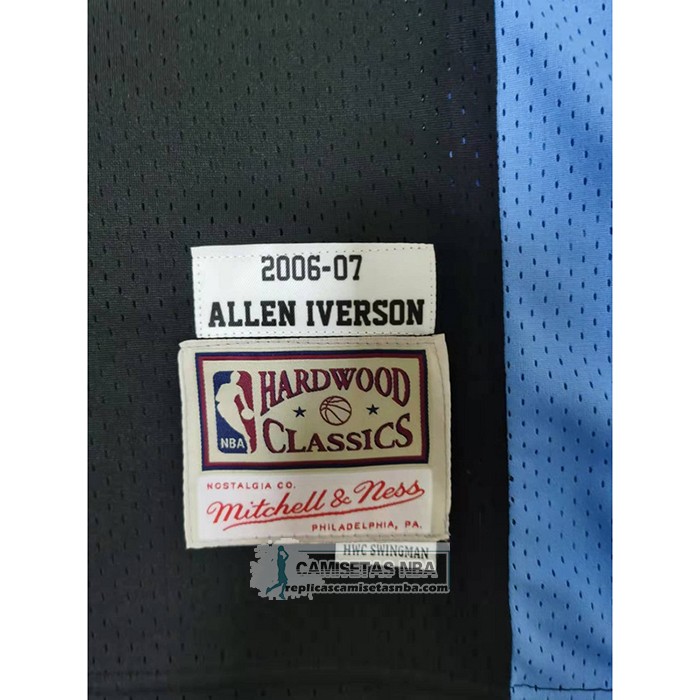 2006-07
ALLEN IVERSON
HARDWOOD
CLASSICS
NBA
NOSTALGIA CO.
Mitchell & Ness
PHILADELPHIA, PA.
HWC SWINGMAN
CAMISETAS NBA
replicascamisetasnba.com